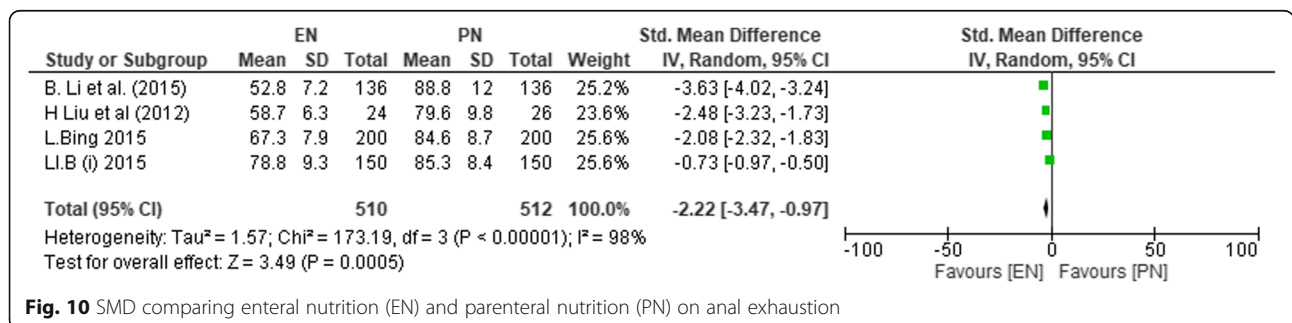 EN PN Std. Mean Difference Std. Mean Difference
Study or Subgroup Mean SD Total Mean SD Total Weight IV, Random, 95% CI IV, Random, 95% CI
B. Li et al. (2015) 52.8 7.2 136 88.8 12 136 25.2% -3.63 [-4.02, -3.24]
H Liu et al (2012) 58.7 6.3 24 79.6 9.8 26 23.6% -2.48 [-3.23, -1.73]
L.Bing 2015 67.3 7.9 200 84.6 8.7 200 25.6% -2.08 [-2.32, -1.83]
LI.B (i) 2015 78.8 9.3 150 85.3 8.4 150 25.6% -0.73 [-0.97, -0.50]
Total (95% CI) 510 512 100.0% -2.22 [-3.47, -0.97]
Heterogeneity: Tau² = 1.57; Chi² = 173.19, df = 3 (P < 0.00001); I² = 98%
Test for overall effect: Z = 3.49 (P = 0.0005)
-100 -50 0 50 100
Favours [EN] Favours [PN]
Fig. 10 SMD comparing enteral nutrition (EN) and parenteral nutrition (PN) on anal exhaustion